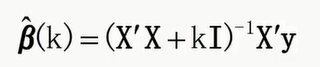 β̂(k) = (X′X + kI)⁻¹X′y